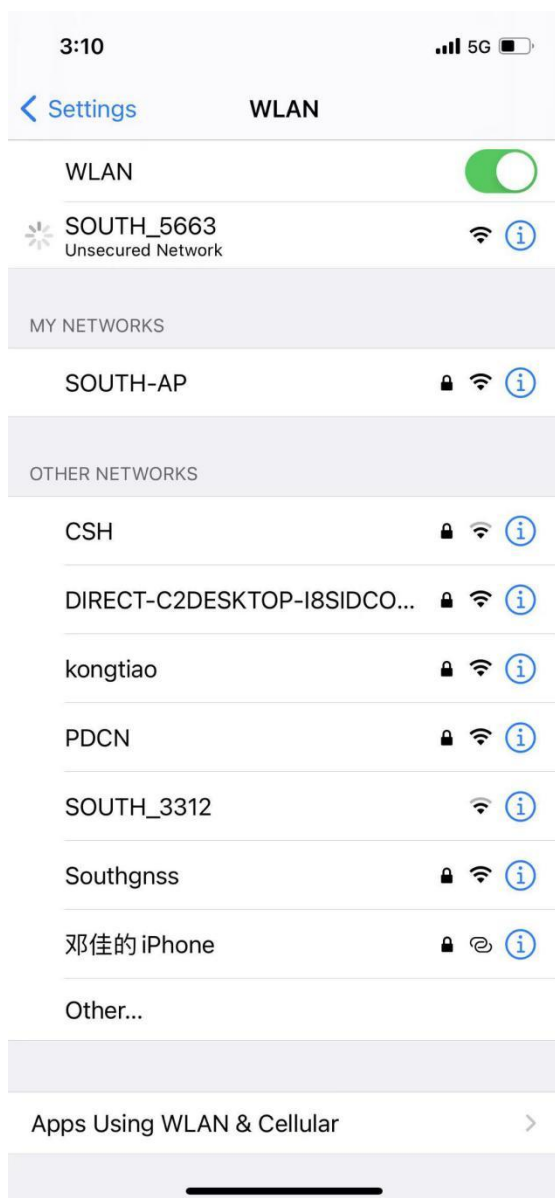 3:10
5G
Settings
WLAN
WLAN
SOUTH_5663
Unsecured Network
MY NETWORKS
SOUTH-AP
OTHER NETWORKS
CSH
DIRECT-C2DESKTOP-I8SIDCO...
kongtiao
PDCN
SOUTH_3312
Southgnss
邓佳的 iPhone
Other...
Apps Using WLAN & Cellular